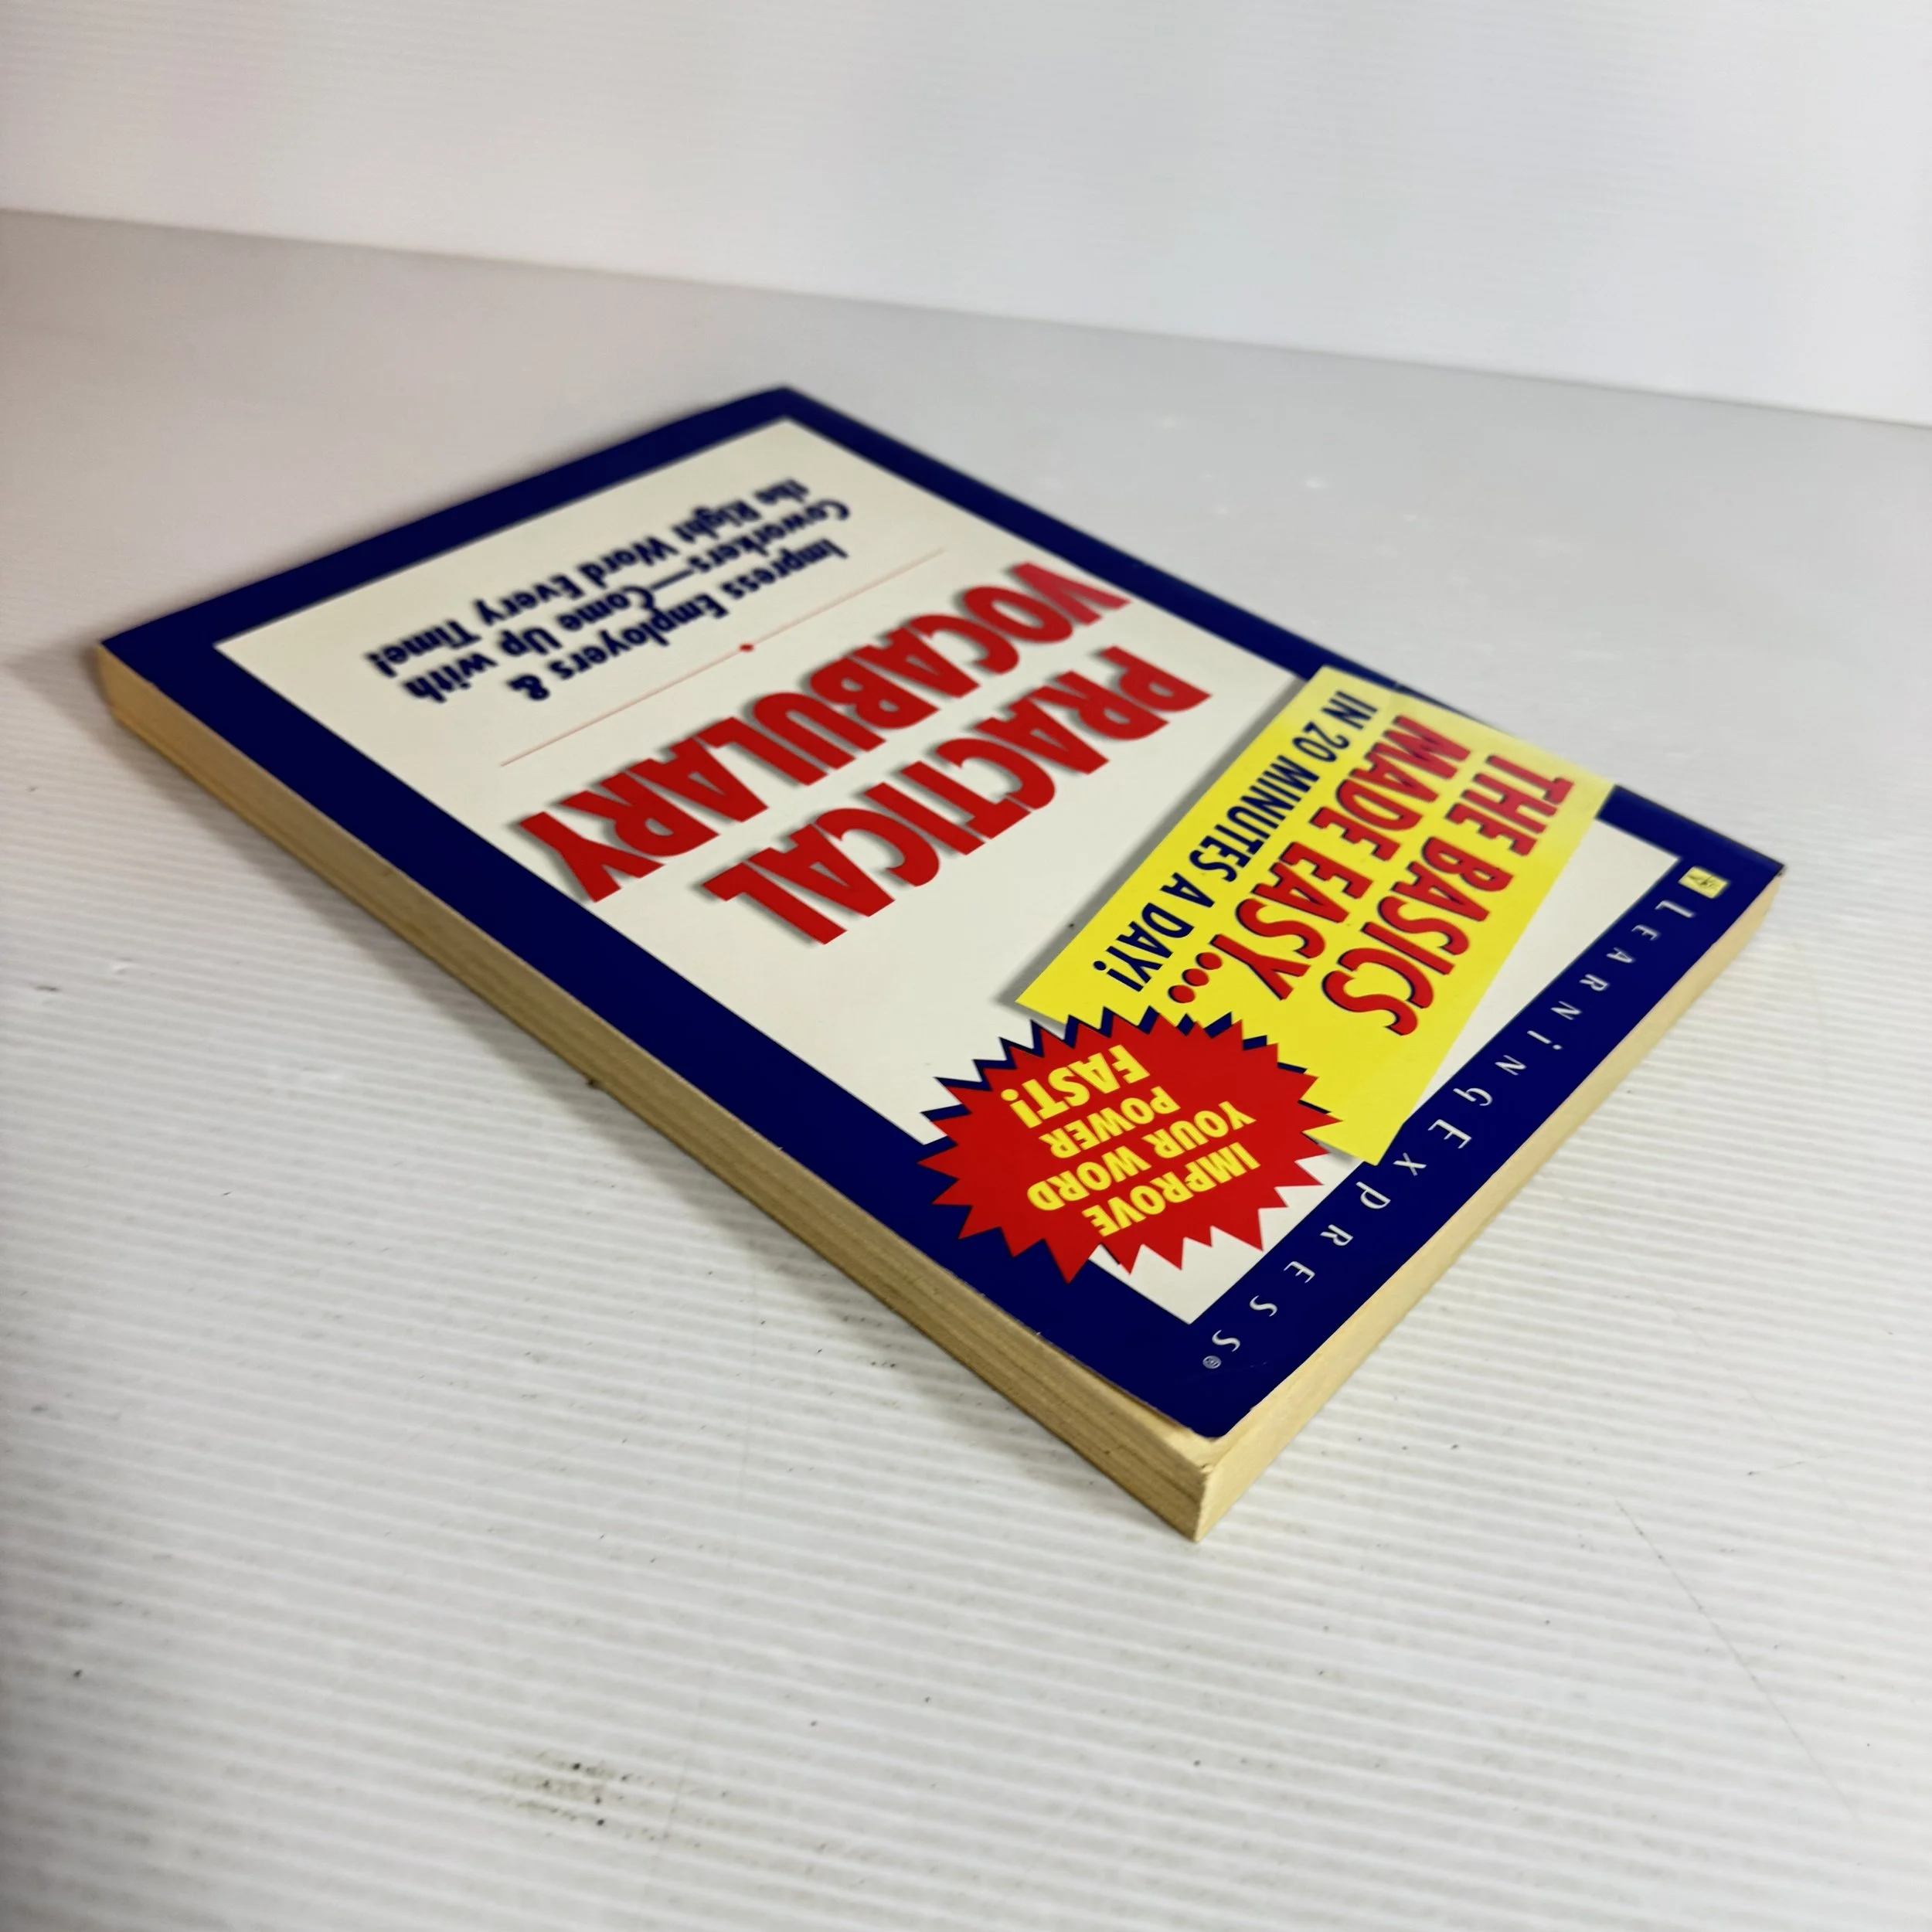 LEARNINGEXPRESS®
THE BASICS
MADE EASY...
IN 20 MINUTES A DAY!
IMPROVE
YOUR WORD
POWER
FAST!
PRACTICAL
VOCABULARY
Impress Employers &
Coworkers—Come Up with
the Right Word Every Time!